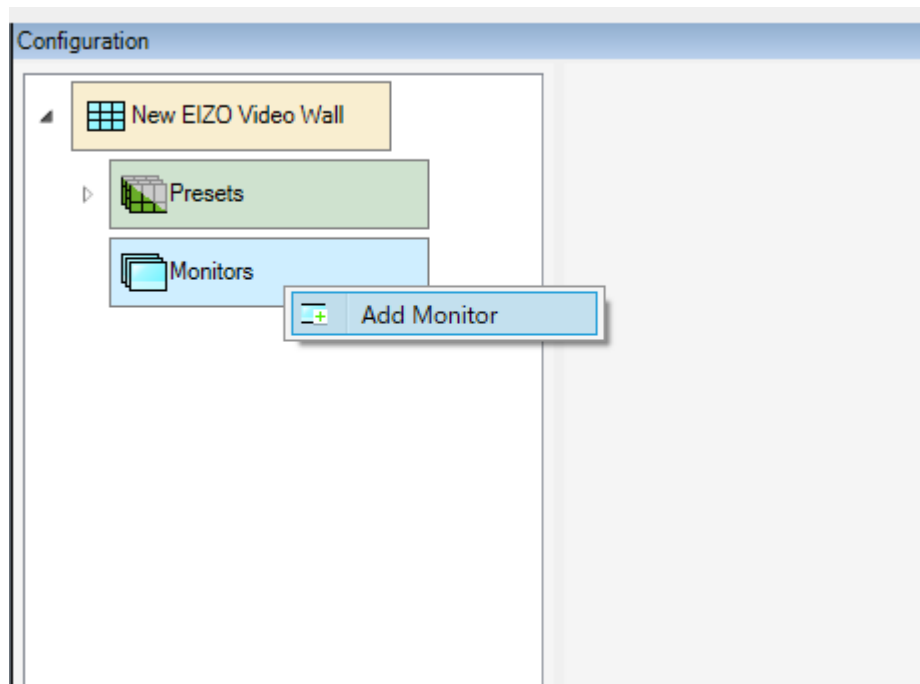 Configuration
New EIZO Video Wall
Presets
Monitors
Add Monitor